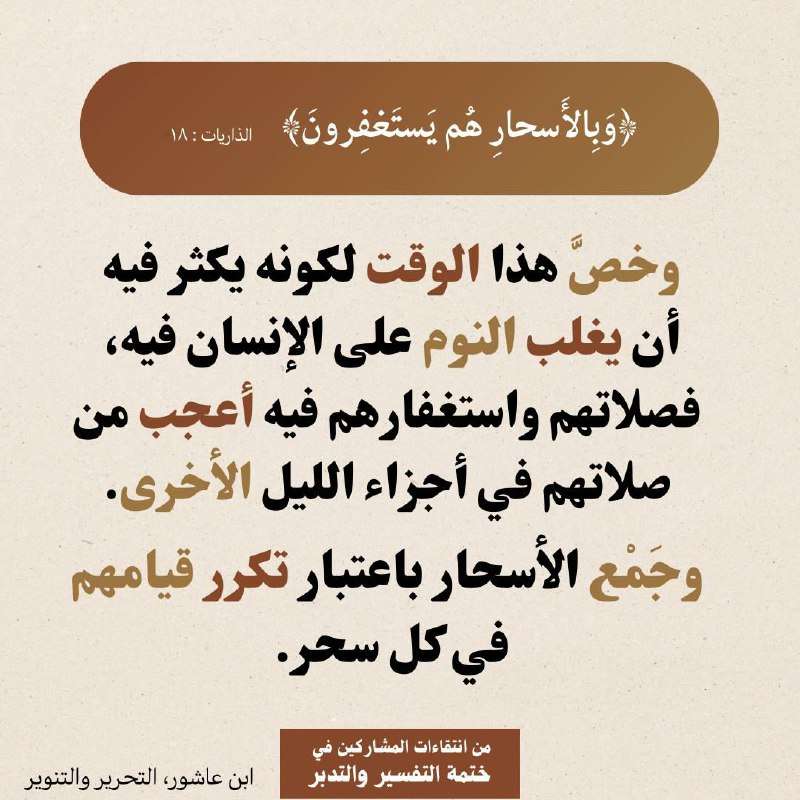 ﴿وَبِالأَسحارِ هُم يَستَغفِرونَ﴾ الذاريات : ١٨
وخصَّ هذا الوقت لكونه يكثر فيه
أن يغلب النوم على الإنسان فيه،
فصلاتهم واستغفارهم فيه أعجب من
صلاتهم في أجزاء الليل الأخرى.
وجَمْع الأسحار باعتبار تكرر قيامهم
في كل سحر.
من انتقاءات المشاركين في
ختمة التفسير والتدبر
ابن عاشور، التحرير والتنوير